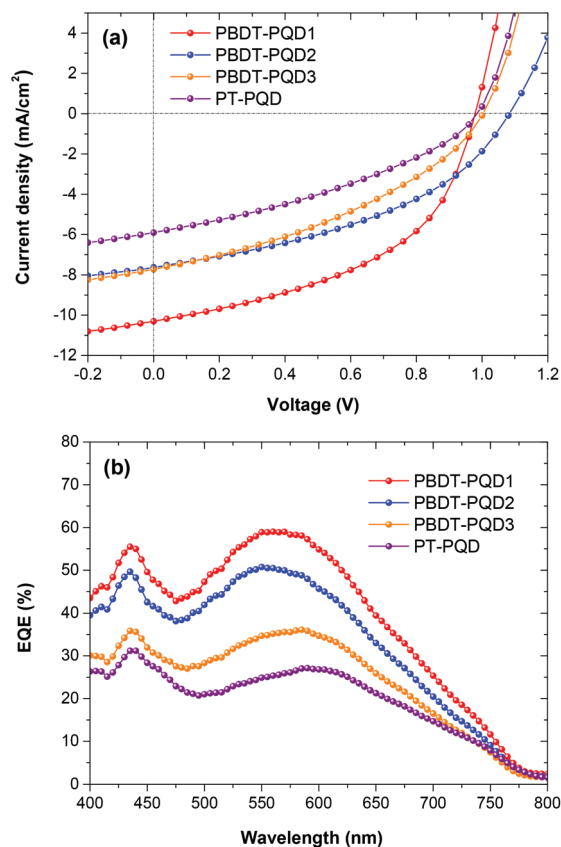 (a)
PBDT-PQD1
PBDT-PQD2
PBDT-PQD3
PT-PQD
Current density (mA/cm²)
4
2
0
-2
-4
-6
-8
-10
-12
-0.2 0.0 0.2 0.4 0.6 0.8 1.0 1.2
Voltage (V)
(b)
PBDT-PQD1
PBDT-PQD2
PBDT-PQD3
PT-PQD
EQE (%)
80
70
60
50
40
30
20
10
0
400 450 500 550 600 650 700 750 800
Wavelength (nm)